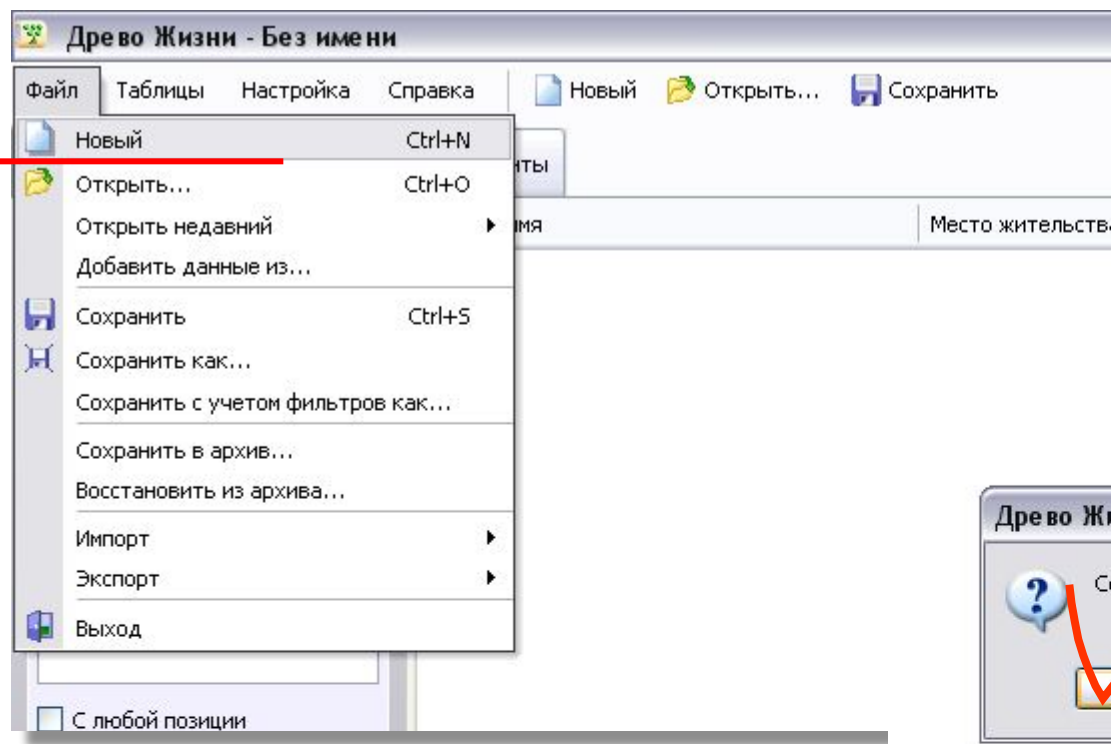 Древо Жизни - Без имени
Файл Таблицы Настройка Справка Новый Открыть... Сохранить
Новый Ctrl+N
Открыть... Ctrl+O
Открыть недавний
Добавить данные из...
Сохранить Ctrl+S
Сохранить как...
Сохранить с учетом фильтров как...
Сохранить в архив...
Восстановить из архива...
Импорт
Экспорт
Выход
Место жительства
Древо
С любой позиции